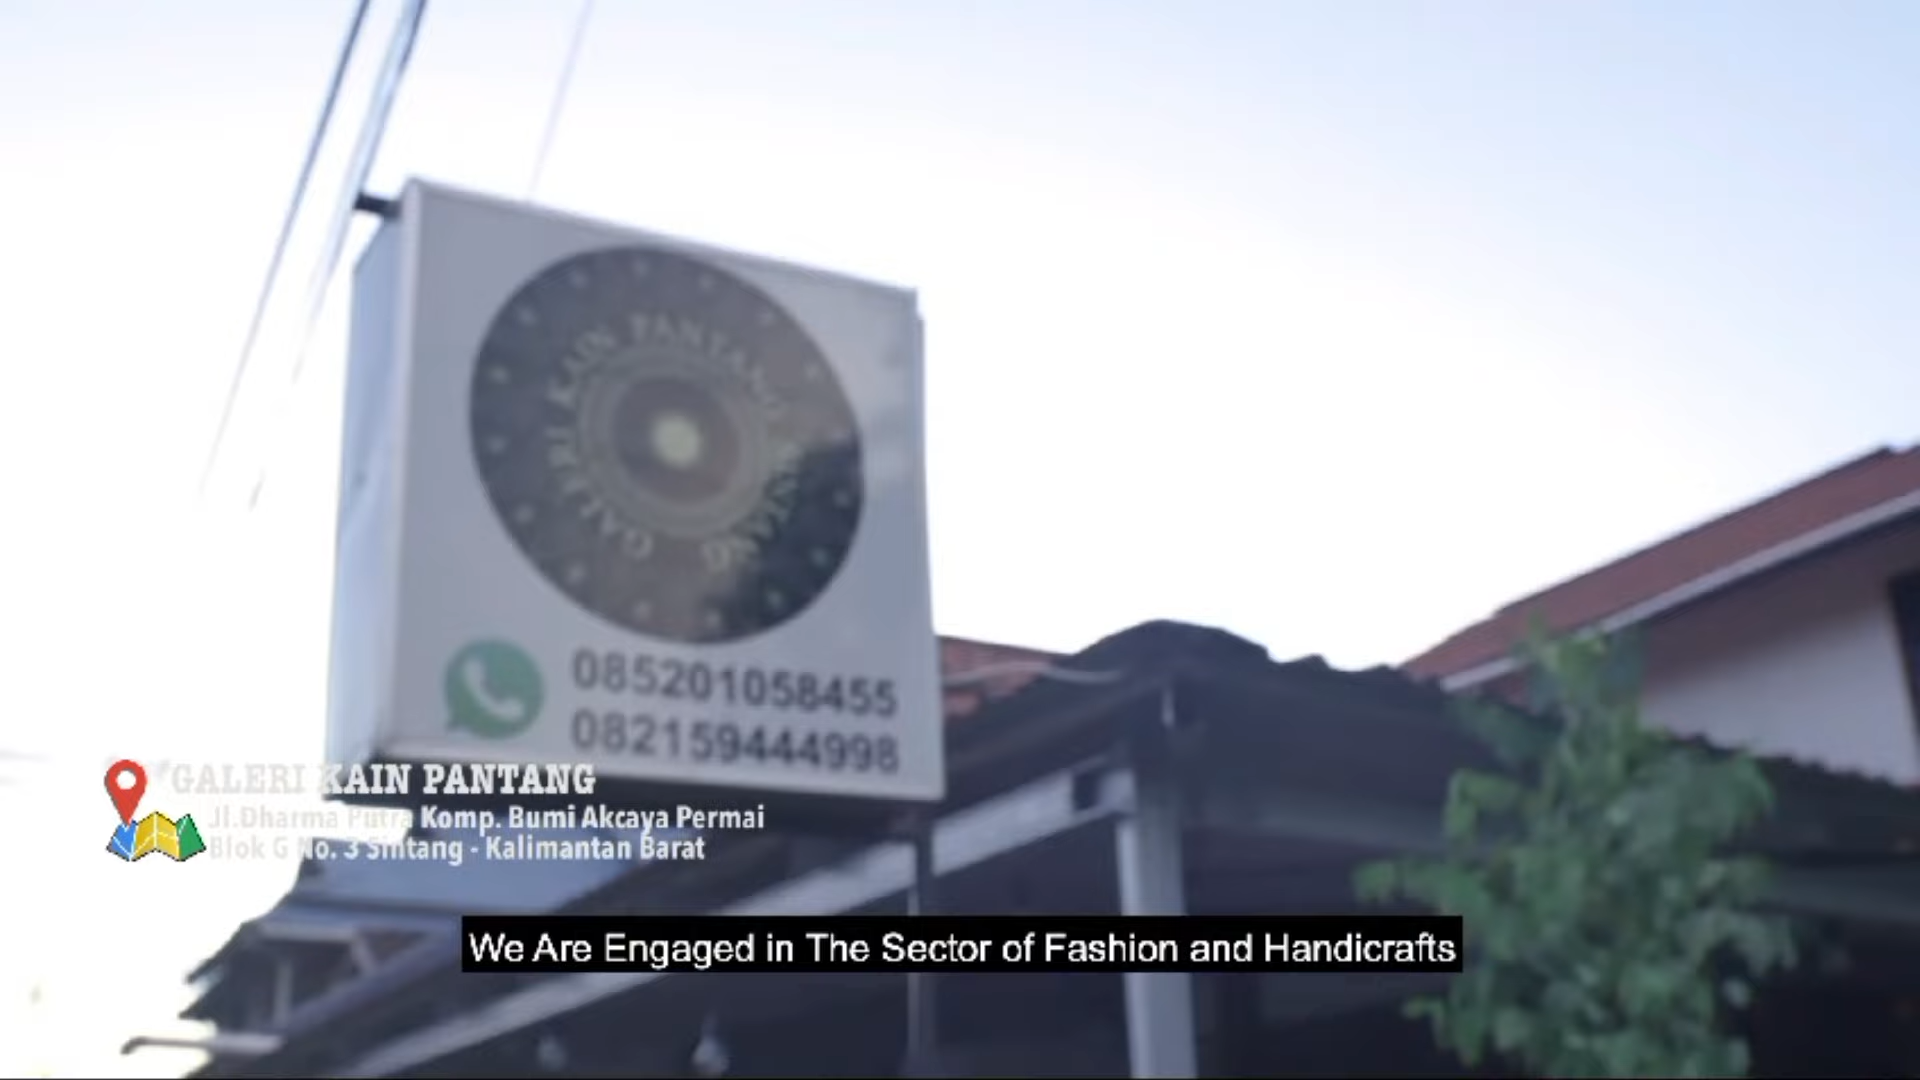 GALERI KAIN PANTANG
085201058455
082159444998
GALERI KAIN PANTANG
Jl.Dharma Putra Komp. Bumi Akcaya Permai
Blok G No. 3 Sintang - Kalimantan Barat
We Are Engaged in The Sector of Fashion and Handicrafts